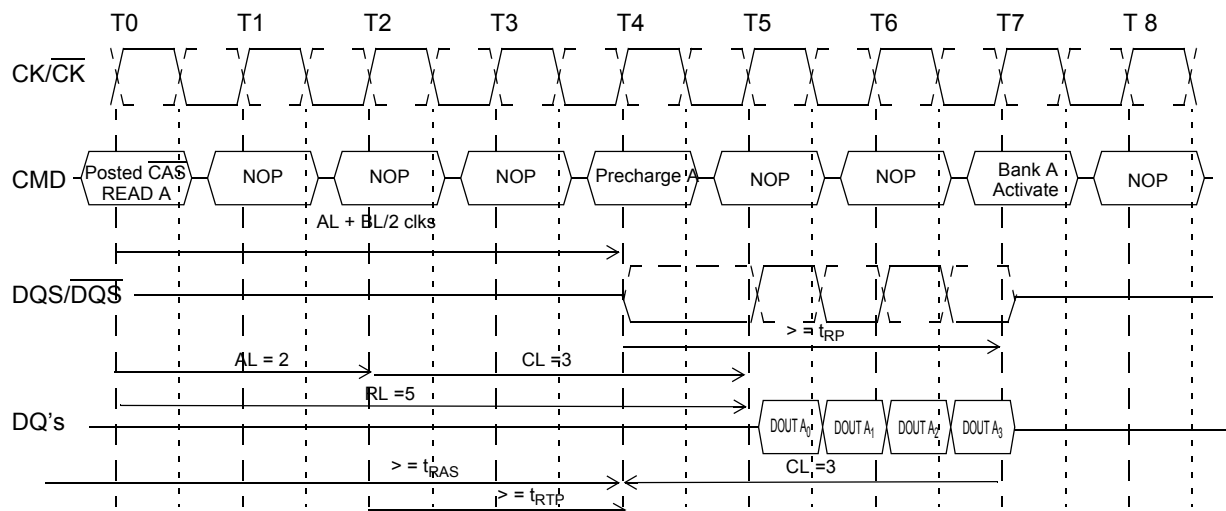 T0 T1 T2 T3 T4 T5 T6 T7 T 8
CK/CK
CMD Posted CAS READ A NOP NOP NOP Precharge A NOP NOP Bank A Activate NOP
AL + BL/2 clks
DQS/DQS
> = tRP
AL = 2 CL =3
RL =5
DQ's DOUT A0 DOUT A1 DOUT A2 DOUT A3
> = tRAS CL =3
> = tRTP